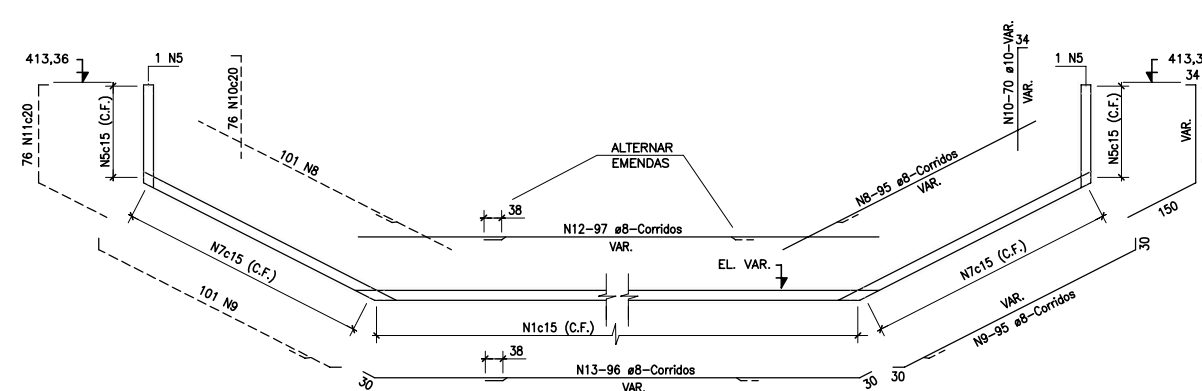 413,36
1 N5
76 N11c20
N5c15 (C.F.)
76 N10c20
101 N8
ALTERNAR
EMENDAS
38
N12-97 ø8-Corridos
VAR.
EL. VAR.
N8-95 ø8-Corridos
VAR.
N10-70 ø10-VAR.
34
VAR.
1 N5
413,3
34
N5c15 (C.F.)
VAR.
150
N7c15 (C.F.)
101 N9
N1c15 (C.F.)
N7c15 (C.F.)
30
VAR.
N9-95 ø8-Corridos
30
38
N13-96 ø8-Corridos
VAR.
30
30